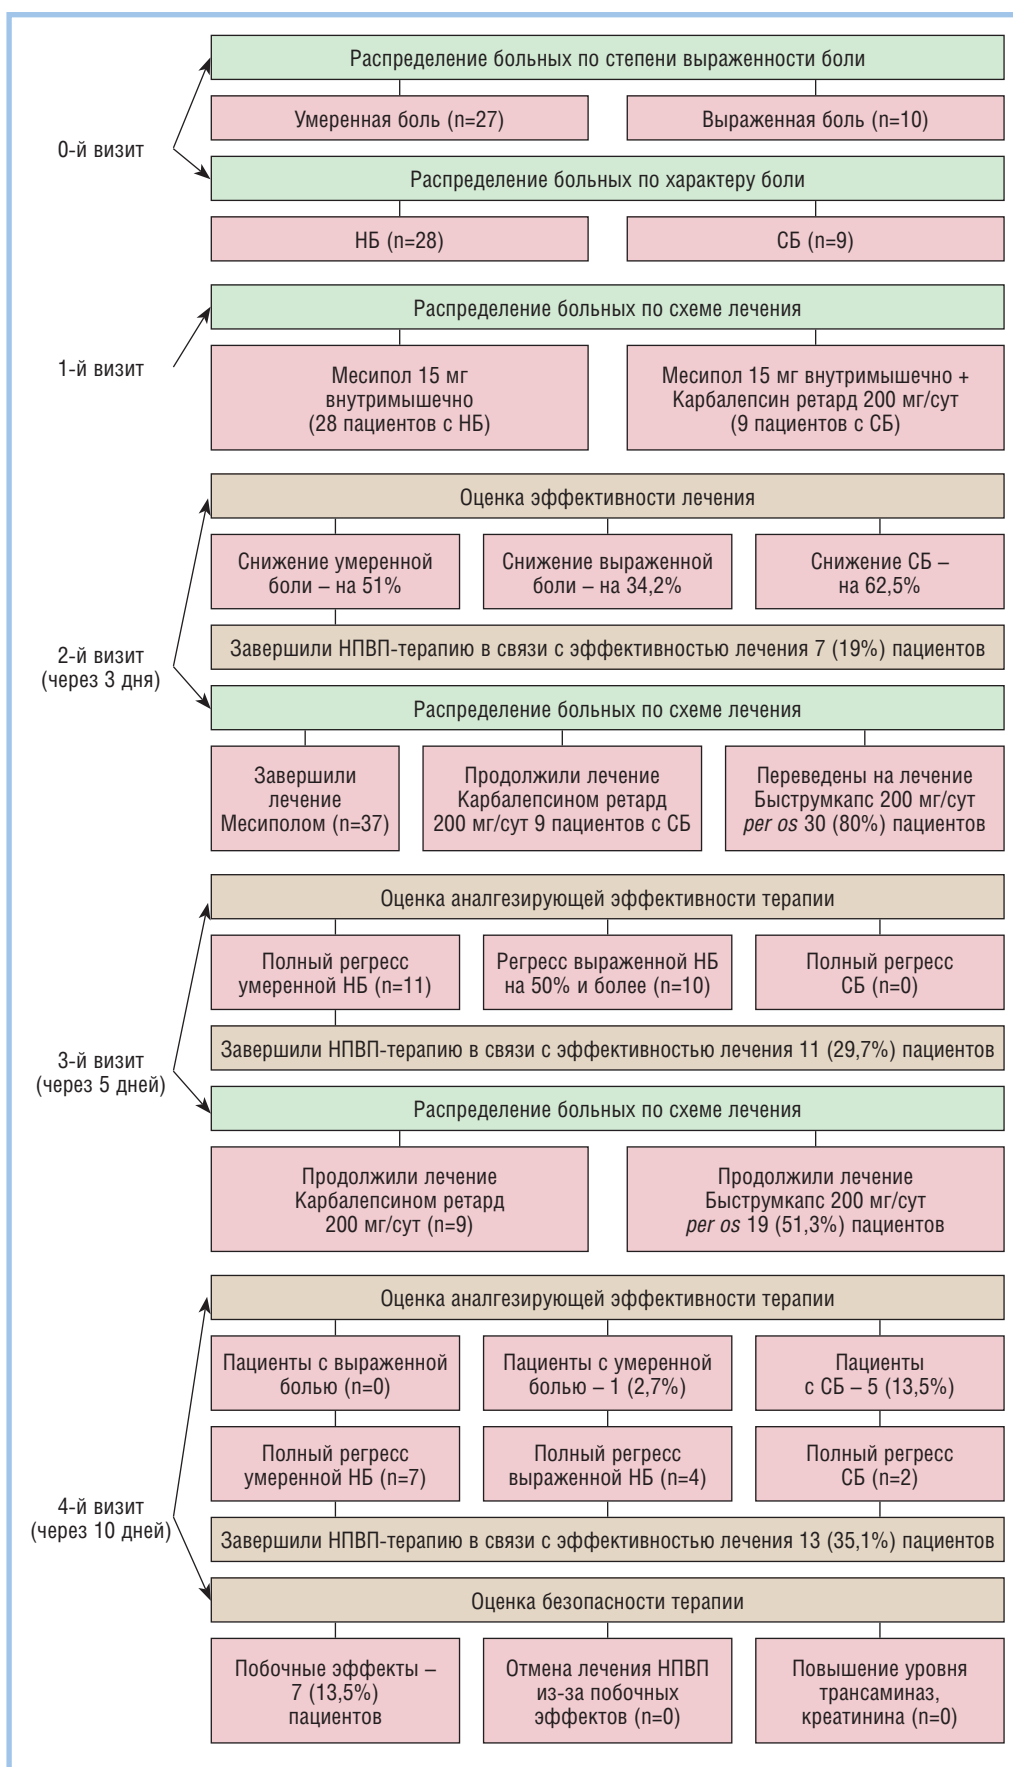 Распределение больных по степени выраженности боли
Умеренная боль (n=27)
Выраженная боль (n=10)
0-й визит
Распределение больных по характеру боли
НБ (n=28)
СБ (n=9)
Распределение больных по схеме лечения
1-й визит
Месипол 15 мг
внутримышечно
(28 пациентов с НБ)
Месипол 15 мг внутримышечно +
Карбалепсин ретард 200 мг/сут
(9 пациентов с СБ)
Оценка эффективности лечения
Снижение умеренной
боли – на 51%
Снижение выраженной
боли – на 34,2%
Снижение СБ –
на 62,5%
2-й визит
(через 3 дня)
Завершили НПВП-терапию в связи с эффективностью лечения 7 (19%) пациентов
Распределение больных по схеме лечения
Завершили
лечение
Месиполом (n=37)
Продолжили лечение
Карбалепсином ретард
200 мг/сут 9 пациентов с СБ
Переведены на лечение
Быструмкапс 200 мг/сут
per os 30 (80%) пациентов
Оценка аналгезирующей эффективности терапии
Полный регресс
умеренной НБ (n=11)
Регресс выраженной НБ
на 50% и более (n=10)
Полный регресс
СБ (n=0)
3-й визит
(через 5 дней)
Завершили НПВП-терапию в связи с эффективностью лечения 11 (29,7%) пациентов
Распределение больных по схеме лечения
Продолжили лечение
Карбалепсином ретард
200 мг/сут (n=9)
Продолжили лечение
Быструмкапс 200 мг/сут
per os 19 (51,3%) пациентов
Оценка аналгезирующей эффективности терапии
Пациенты с выраженной
болью (n=0)
Пациенты с умеренной
болью – 1 (2,7%)
Пациенты
с СБ – 5 (13,5%)
Полный регресс
умеренной НБ (n=7)
Полный регресс
выраженной НБ (n=4)
Полный регресс
СБ (n=2)
4-й визит
(через 10 дней)
Завершили НПВП-терапию в связи с эффективностью лечения 13 (35,1%) пациентов
Оценка безопасности терапии
Побочные эффекты –
7 (13,5%)
пациентов
Отмена лечения НПВП
из-за побочных
эффектов (n=0)
Повышение уровня
трансаминаз,
креатинина (n=0)